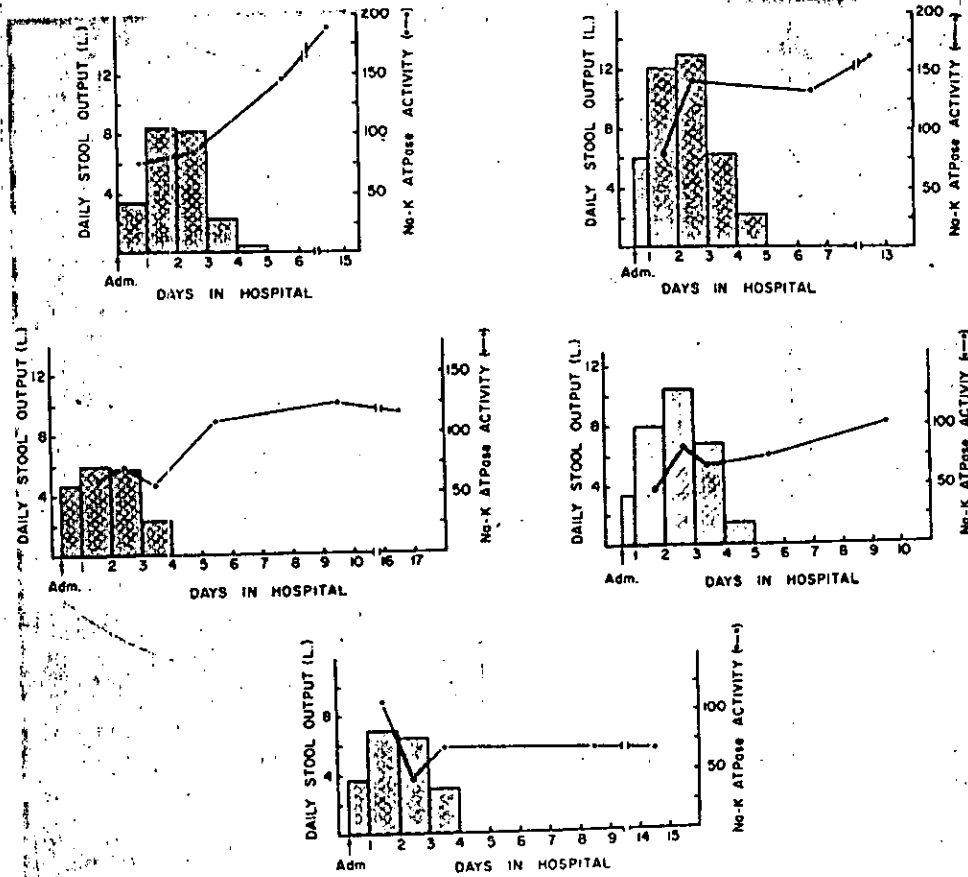 DAILY STOOL OUTPUT (L.)
12
8
4
200
150
100
50
Na-K ATPase ACTIVITY (•—•)
1 2 3 4 5 6 15
Adm.
DAYS IN HOSPITAL
DAILY STOOL OUTPUT (L.)
12
8
4
200
150
100
50
Na-K ATPase ACTIVITY (•—•)
1 2 3 4 5 6 7 8 13
Adm.
DAYS IN HOSPITAL
DAILY STOOL OUTPUT (L.)
12
8
4
150
100
50
Na-K ATPase ACTIVITY (•—•)
1 2 3 4 5 6 7 8 9 10 16 17
Adm.
DAYS IN HOSPITAL
DAILY STOOL OUTPUT (L.)
12
8
4
100
50
Na-K ATPase ACTIVITY (•—•)
1 2 3 4 5 6 7 8 9 10
Adm.
DAYS IN HOSPITAL
DAILY STOOL OUTPUT (L.)
8
4
100
50
Na-K ATPase ACTIVITY (•—•)
1 2 3 4 5 6 7 8 9 14 15
Adm
DAYS IN HOSPITAL